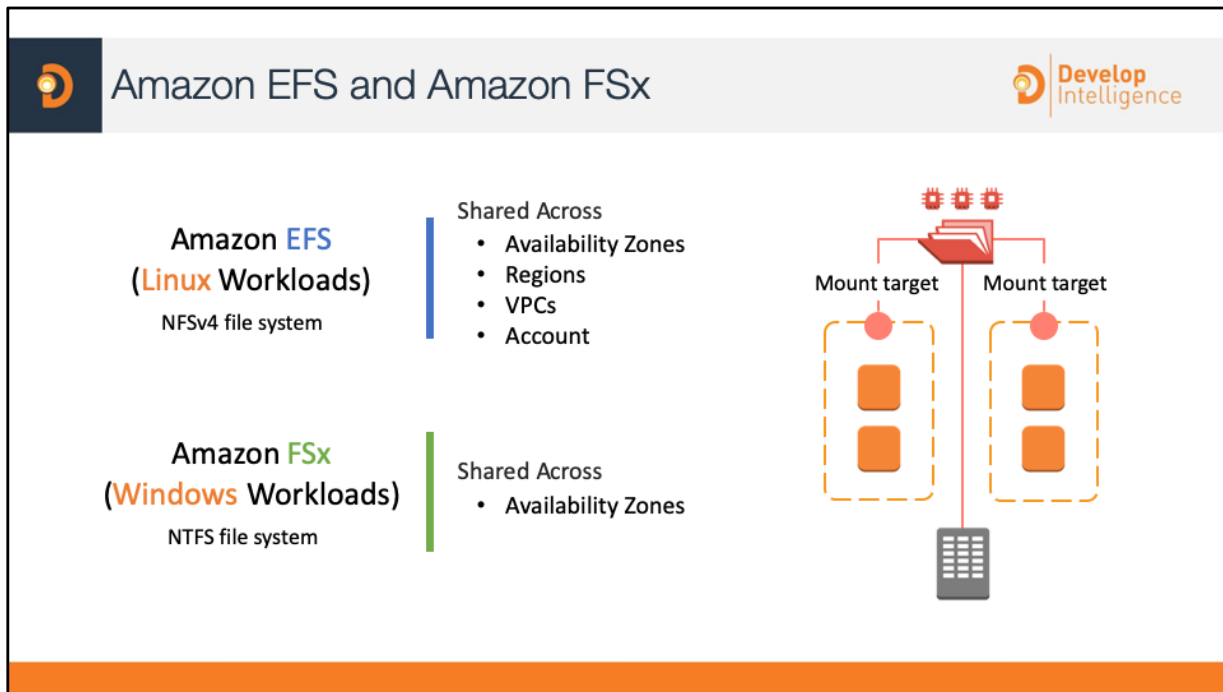 Amazon EFS and Amazon FSx
Develop
Intelligence
Amazon EFS
(Linux Workloads)
NFSv4 file system
Shared Across
• Availability Zones
• Regions
• VPCs
• Account
Mount target
Mount target
Amazon FSx
(Windows Workloads)
NTFS file system
Shared Across
• Availability Zones